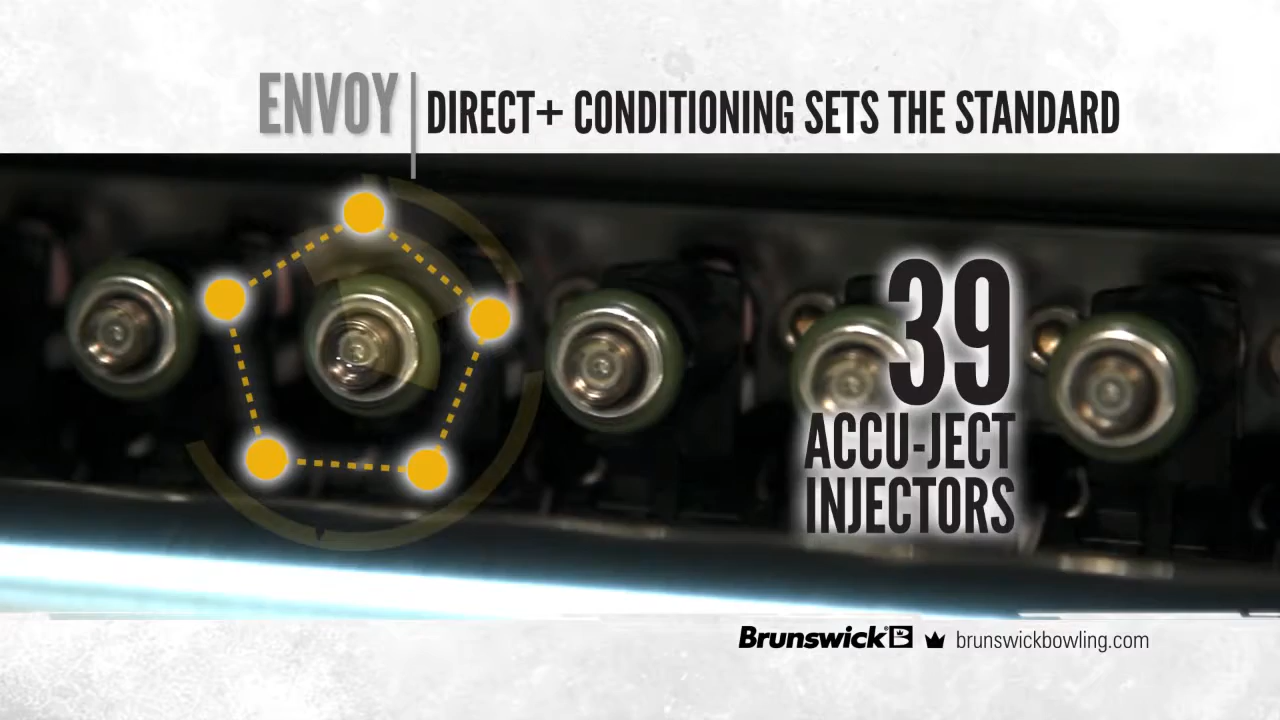 ENVOY DIRECT+ CONDITIONING SETS THE STANDARD
39
ACCU-JECT
INJECTORS
Brunswick B brunswickbowling.com